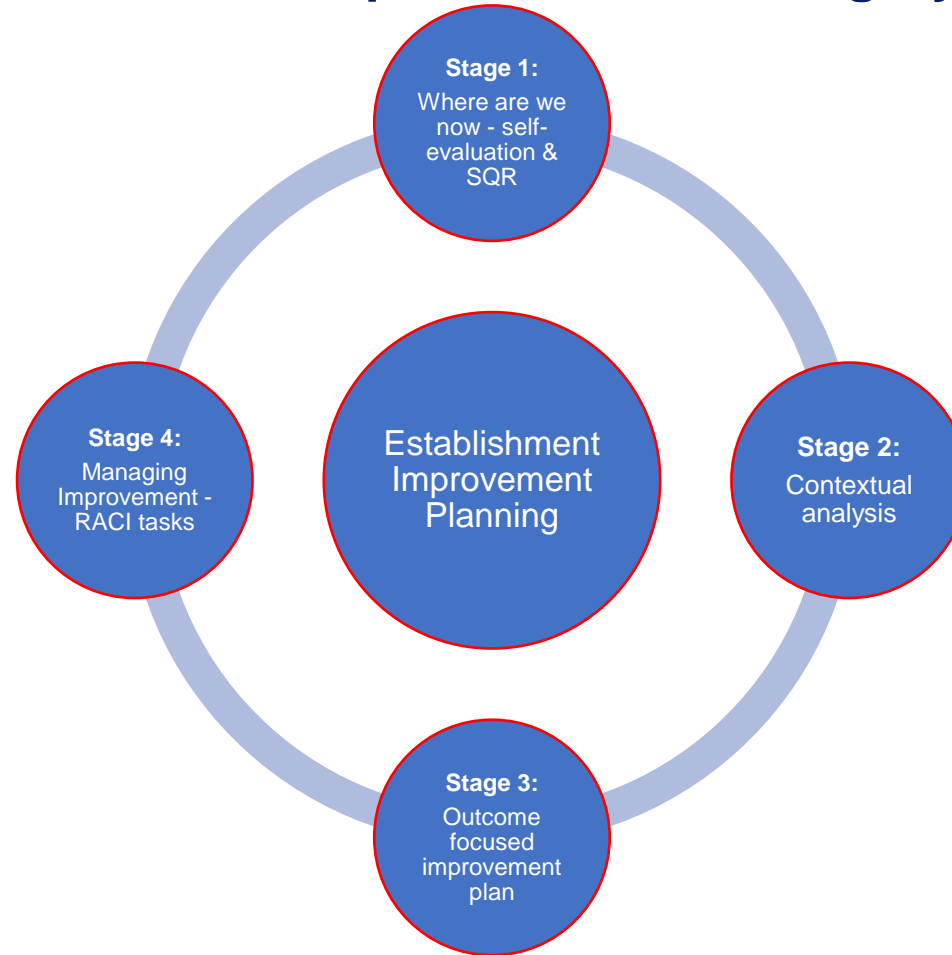 Stage 1:
Where are we
now - self-
evaluation &
SQR
Stage 2:
Contextual
analysis
Stage 3:
Outcome
focused
improvement
plan
Stage 4:
Managing
Improvement -
RACI tasks
Establishment
Improvement
Planning